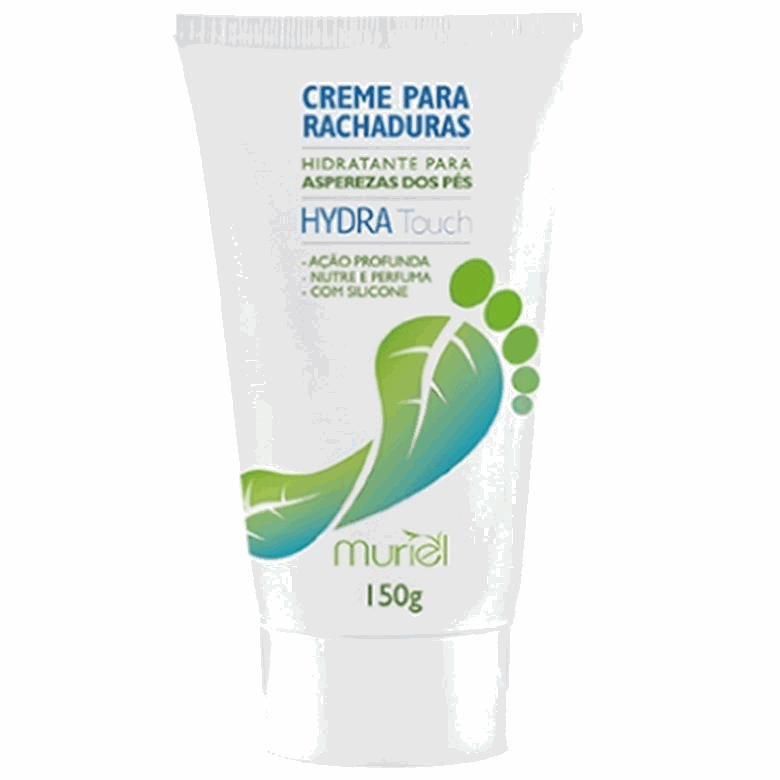 CREME PARA
RACHADURAS
HIDRATANTE PARA
ASPEREZAS DOS PÉS
HYDRA Touch
- AÇÃO PROFUNDA
- NUTRE E PERFUMA
- COM SILICONE
muriel
150g